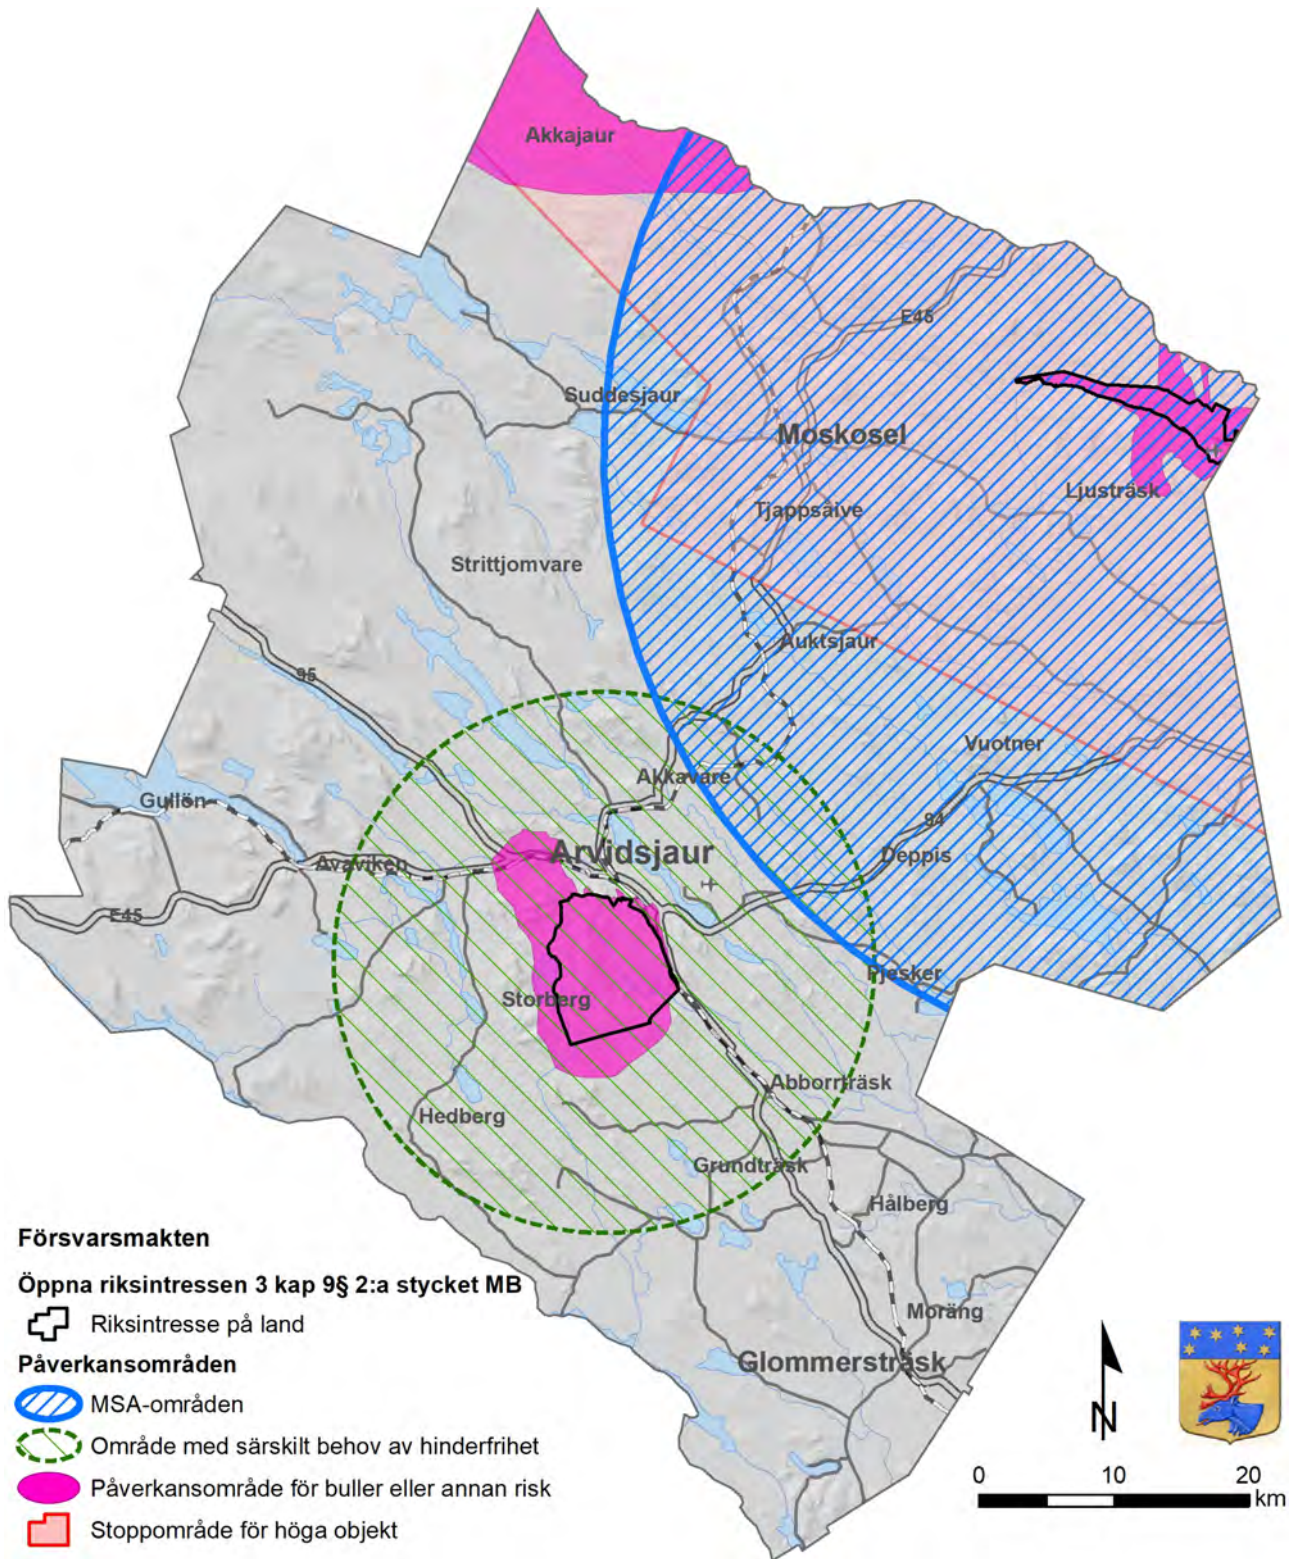 Akkajaur
E45
Suddesjaur
Moskosel
Ljusträsk
Tjappsåive
Strittjomvare
Auktsjaur
95
Vuotner
Akkavare
Gullön
94
Arvidsjaur
Deppis
Avaviken
E45
Pjesker
Storberg
Abborrträsk
Hedberg
Grundträsk
Hålberg
Moräng
Glommersträsk
Försvarsmakten
Öppna riksintressen 3 kap 9§ 2:a stycket MB
Riksintresse på land
Påverkansområden
MSA-områden
Område med särskilt behov av hinderfrihet
Påverkansområde för buller eller annan risk
Stoppområde för höga objekt
N
0 10 20
km